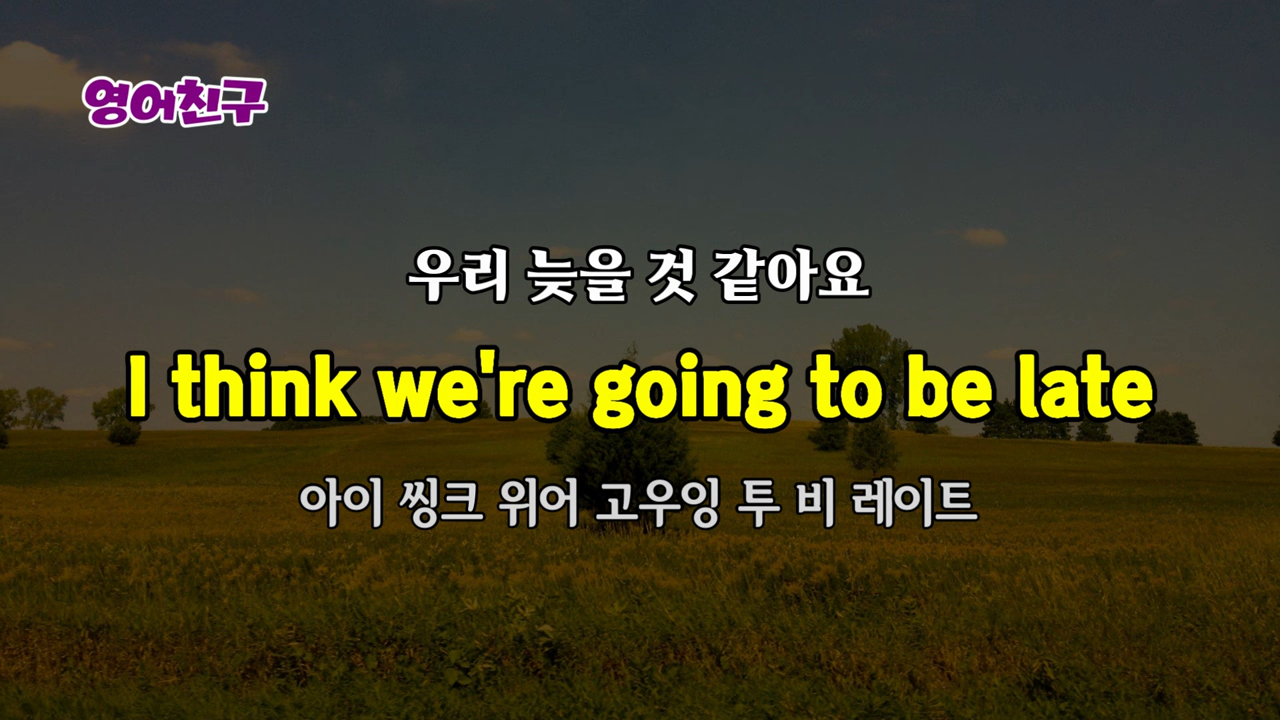 영어친구
우리 늦을 것 같아요
I think we're going to be late
아이 씽크 위어 고우잉 투 비 레이트